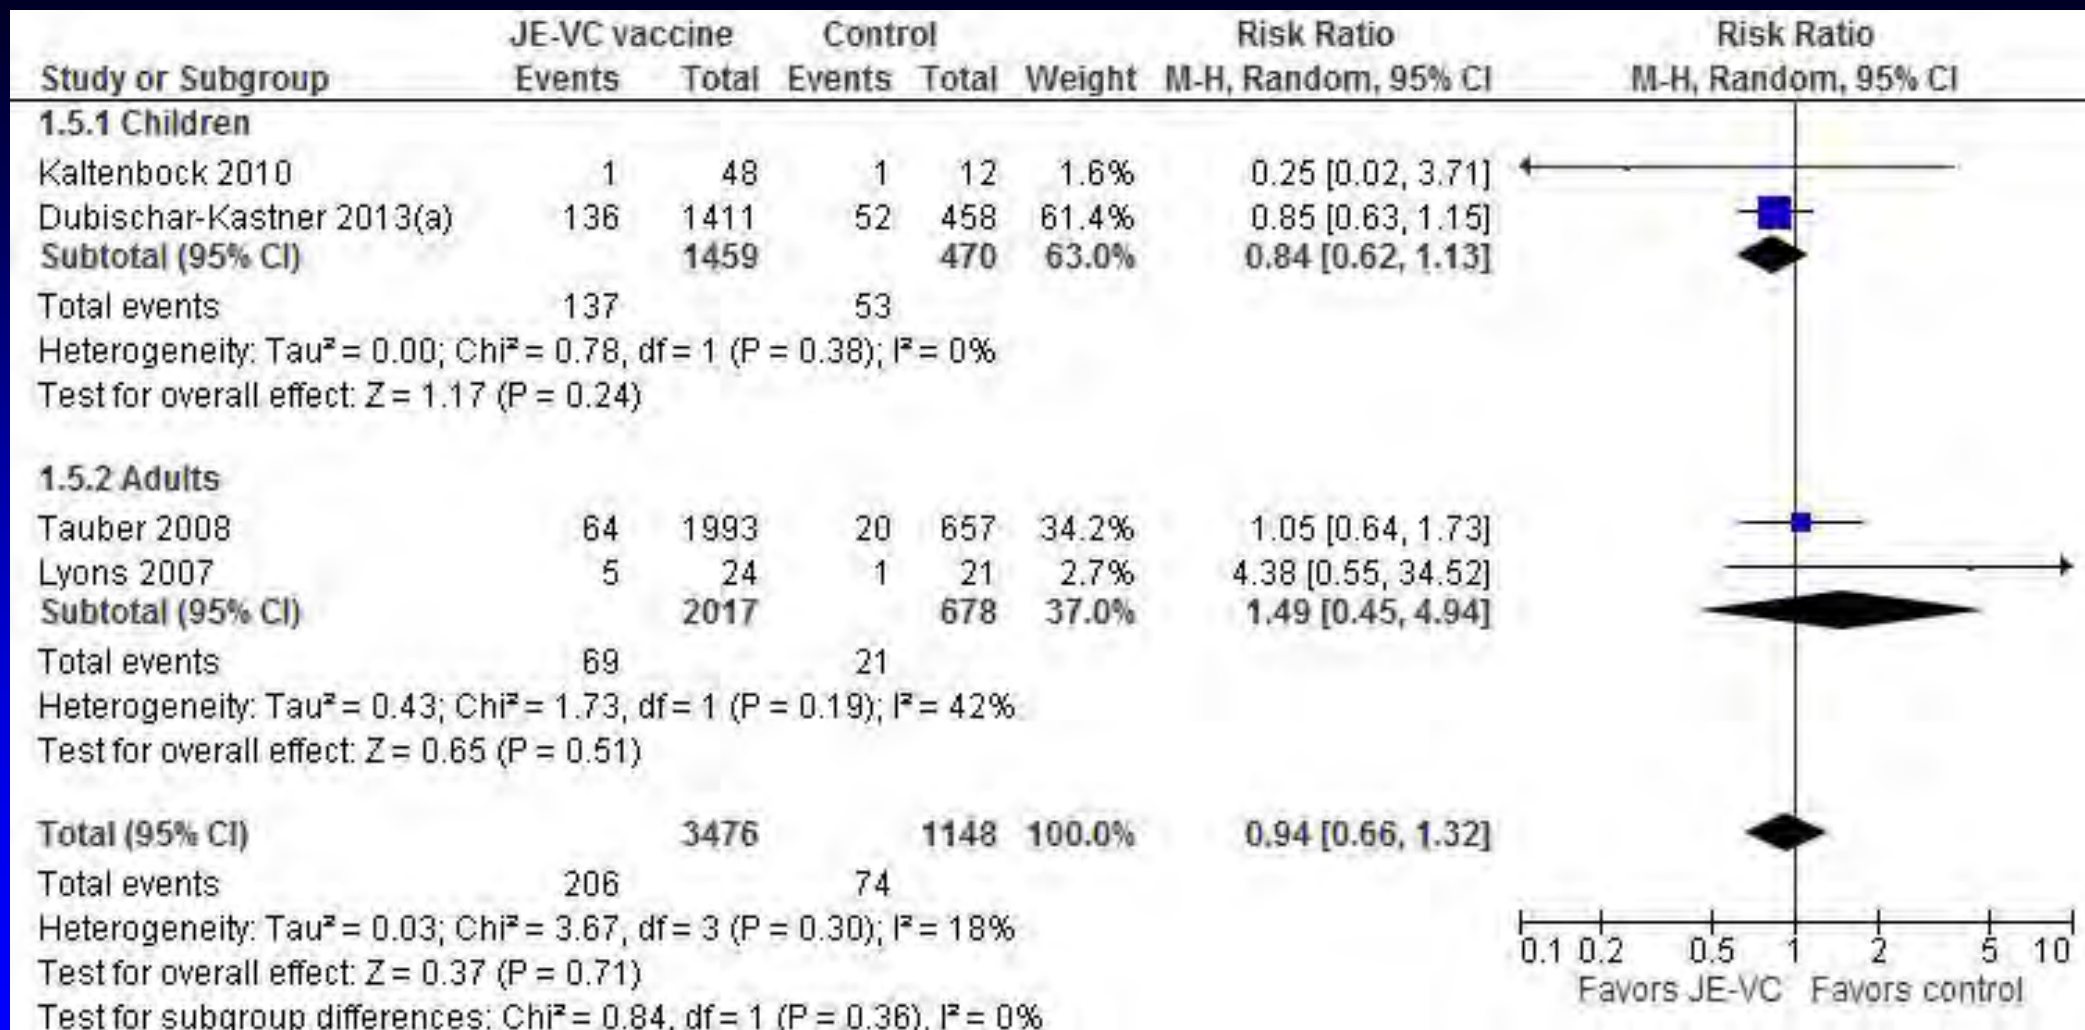 JE-VC vaccine Control Risk Ratio Risk Ratio
Study or Subgroup Events Total Events Total Weight M-H, Random, 95% CI M-H, Random, 95% CI
1.5.1 Children
Kaltenbock 2010 1 48 1 12 1.6% 0.25 [0.02, 3.71]
Dubischar-Kastner 2013(a) 136 1411 52 458 61.4% 0.85 [0.63, 1.15]
Subtotal (95% CI) 1459 470 63.0% 0.84 [0.62, 1.13]
Total events 137 53
Heterogeneity: Tau² = 0.00; Chi² = 0.78, df = 1 (P = 0.38); I² = 0%
Test for overall effect: Z = 1.17 (P = 0.24)
1.5.2 Adults
Tauber 2008 64 1993 20 657 34.2% 1.05 [0.64, 1.73]
Lyons 2007 5 24 1 21 2.7% 4.38 [0.55, 34.52]
Subtotal (95% CI) 2017 678 37.0% 1.49 [0.45, 4.94]
Total events 69 21
Heterogeneity: Tau² = 0.43; Chi² = 1.73, df = 1 (P = 0.19); I² = 42%
Test for overall effect: Z = 0.65 (P = 0.51)
Total (95% CI) 3476 1148 100.0% 0.94 [0.66, 1.32]
Total events 206 74
Heterogeneity: Tau² = 0.03; Chi² = 3.67, df = 3 (P = 0.30); I² = 18%
Test for overall effect: Z = 0.37 (P = 0.71)
Test for subgroup differences: Chi² = 0.84, df = 1 (P = 0.36), I² = 0%
0.1 0.2 0.5 1 2 5 10
Favors JE-VC Favors control